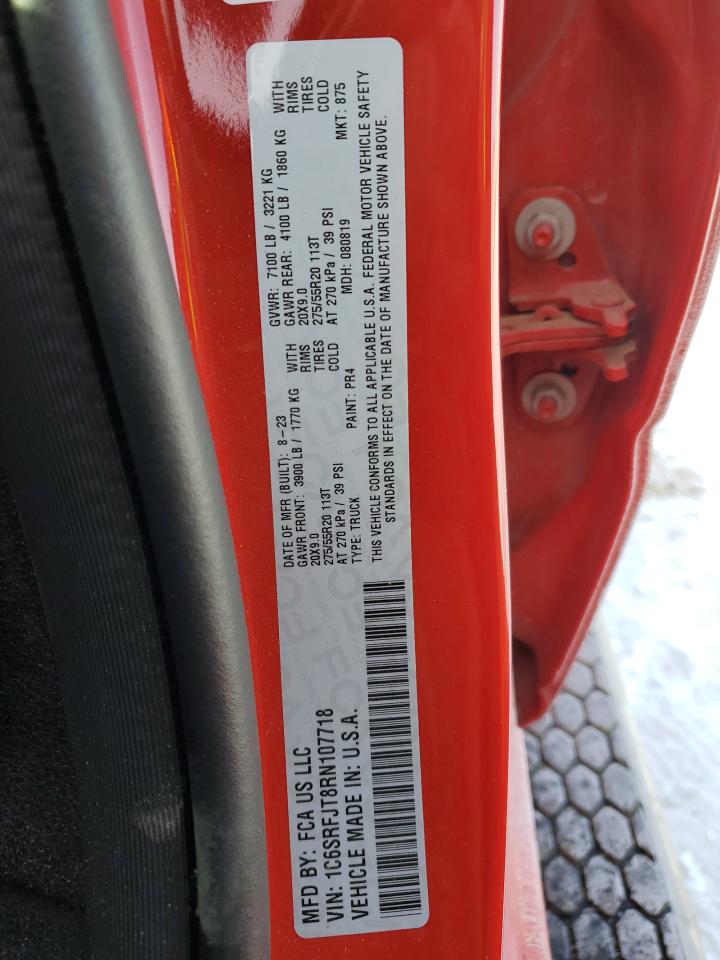 MFD BY: FCA US LLC
VIN: 1C6SRFJT8RN107718
VEHICLE MADE IN: U.S.A.
DATE OF MFR (BUILT): 8-23
GAWR FRONT: 3900 LB / 1770 KG WITH
20X9.0 RIMS
275/55R20 113T TIRES
AT 270 kPa / 39 PSI COLD
TYPE: TRUCK PAINT: PR4
GVWR: 7100 LB / 3221 KG
GAWR REAR: 4100 LB / 1860 KG WITH
20X9.0 RIMS
275/55R20 113T TIRES
AT 270 kPa / 39 PSI COLD
MDH: 080819 MKT: 875
THIS VEHICLE CONFORMS TO ALL APPLICABLE U.S.A. FEDERAL MOTOR VEHICLE SAFETY
STANDARDS IN EFFECT ON THE DATE OF MANUFACTURE SHOWN ABOVE.